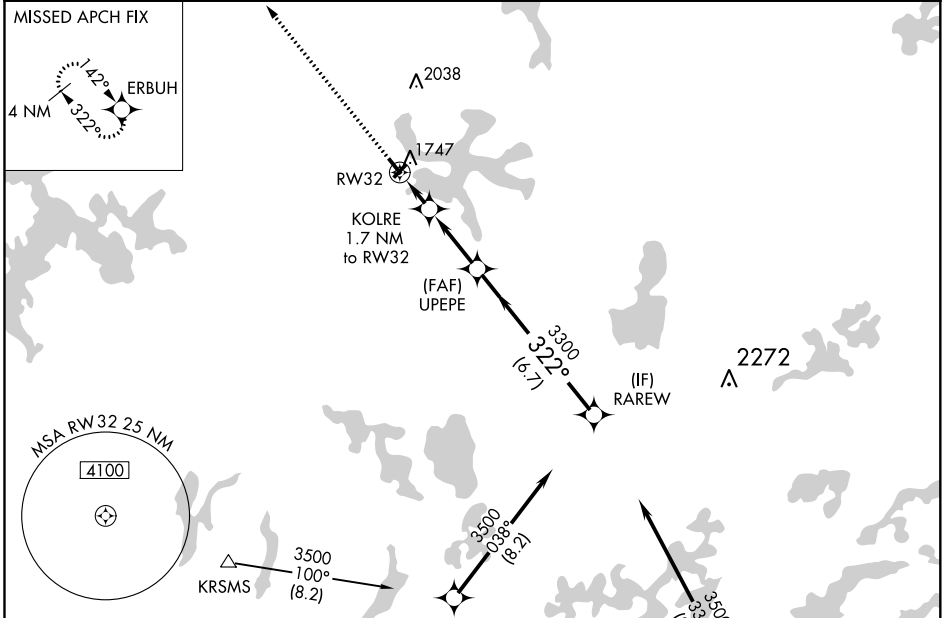 MISSED APCH FIX
142°
ERBUH
4 NM
322°
2038
1747
RW32
KOLRE
1.7 NM
to RW32
(FAF)
UPEPE
3300
322°
(6.7)
(IF)
RAREW
2272
MSA RW32 25 NM
4100
3500
038°
(8.2)
KRSMS
3500
100°
(8.2)